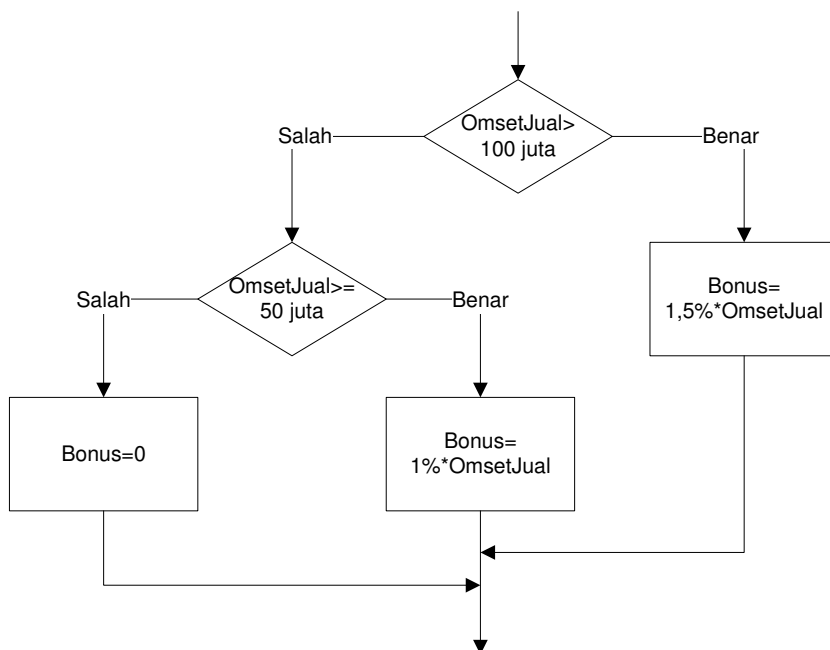 OmsetJual>
100 juta
Salah
Benar
OmsetJual>=
50 juta
Salah
Benar
Bonus=
1,5%*OmsetJual
Bonus=0
Bonus=
1%*OmsetJual